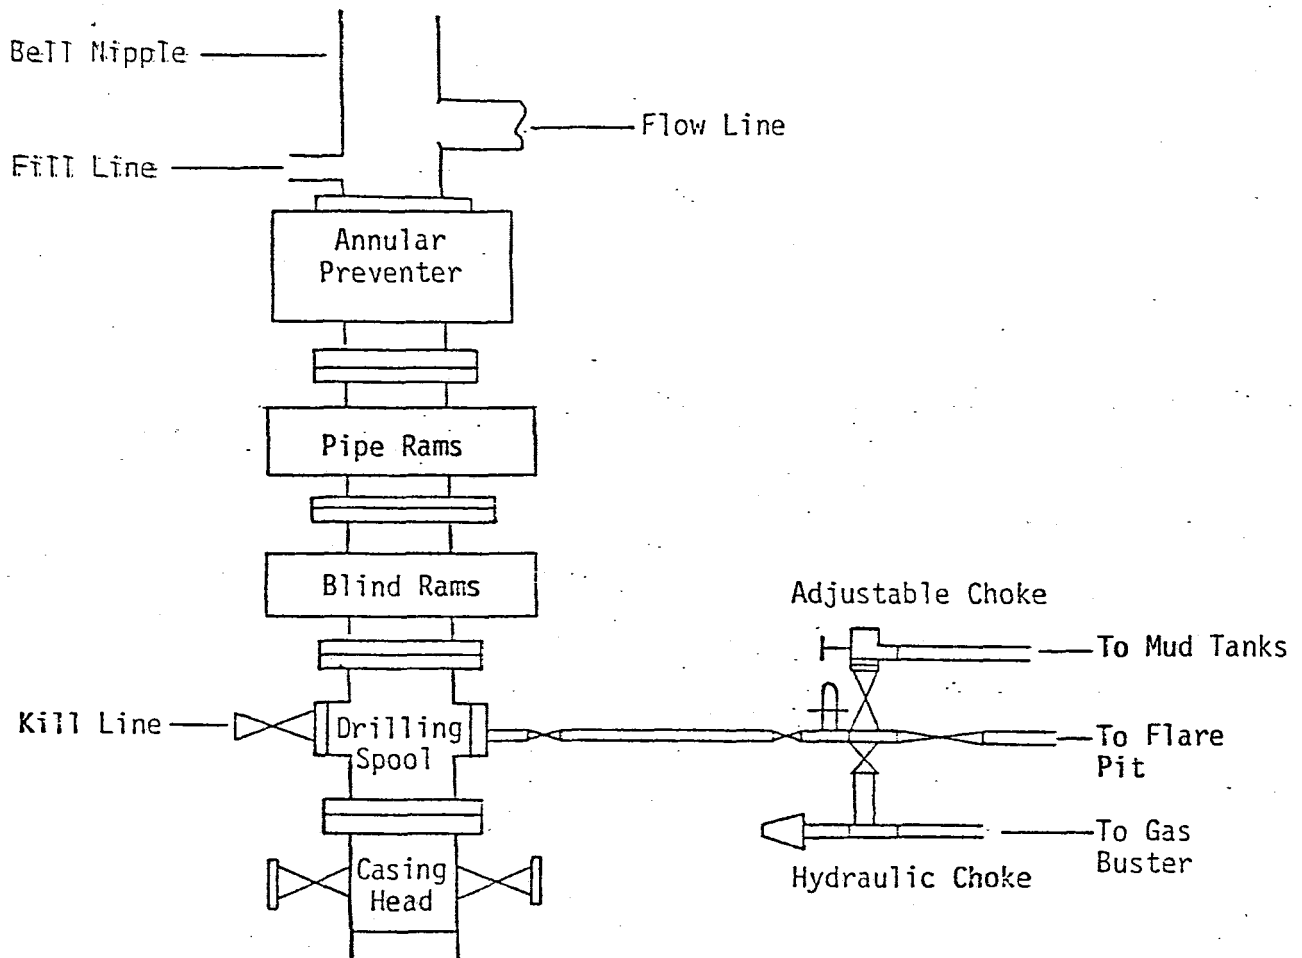 Bell Nipple
Flow Line
Fill Line
Annular
Preventer
Pipe Rams
Blind Rams
Adjustable Choke
To Mud Tanks
Kill Line
Drilling
Spool
To Flare
Pit
To Gas
Buster
Hydraulic Choke
Casing
Head